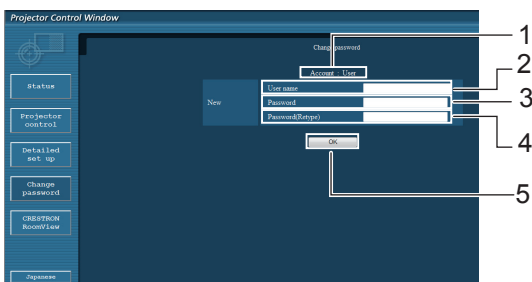 Projector Control Window
Change password
Account : User
New
User name
Password
Password(Retype)
OK
Status
Projector
control
Detailed
set up
Change
password
CRESTRON
RoomView
Japanese
1
2
3
4
5